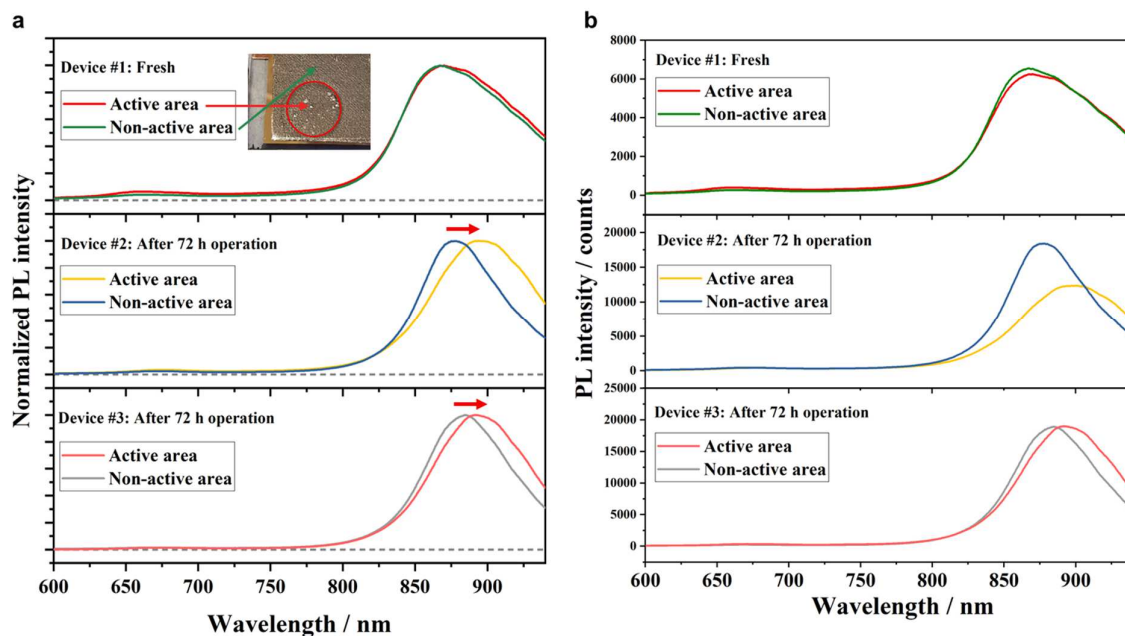 a
Device #1: Fresh
Active area
Non-active area
Device #2: After 72 h operation
Active area
Non-active area
Device #3: After 72 h operation
Active area
Non-active area
Normalized PL intensity
600 650 700 750 800 850 900
Wavelength / nm
b
8000
Device #1: Fresh
6000
Active area
Non-active area
4000
2000
0
20000
Device #2: After 72 h operation
15000
Active area
10000
Non-active area
5000
0
25000
Device #3: After 72 h operation
20000
Active area
15000
Non-active area
10000
5000
0
PL intensity / counts
600 650 700 750 800 850 900
Wavelength / nm